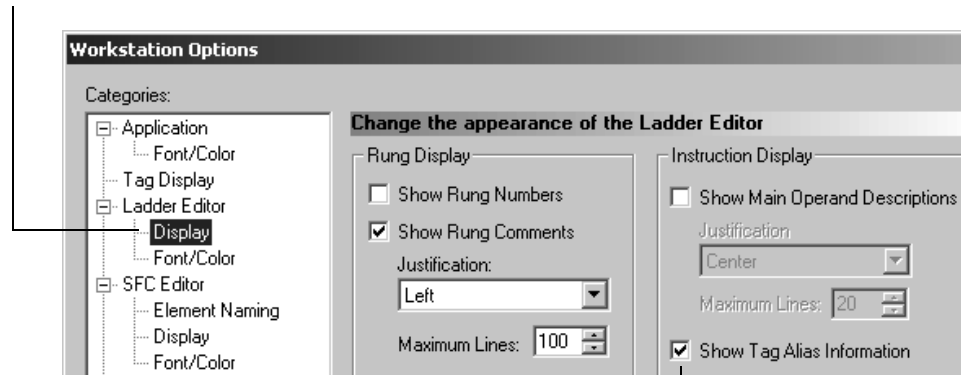 Workstation Options
Categories:
Application
Font/Color
Tag Display
Ladder Editor
Display
Font/Color
SFC Editor
Element Naming
Display
Font/Color
Change the appearance of the Ladder Editor
Rung Display
Show Rung Numbers
Show Rung Comments
Justification:
Left
Maximum Lines: 100
Instruction Display
Show Main Operand Descriptions
Justification
Center
Maximum Lines: 20
Show Tag Alias Information